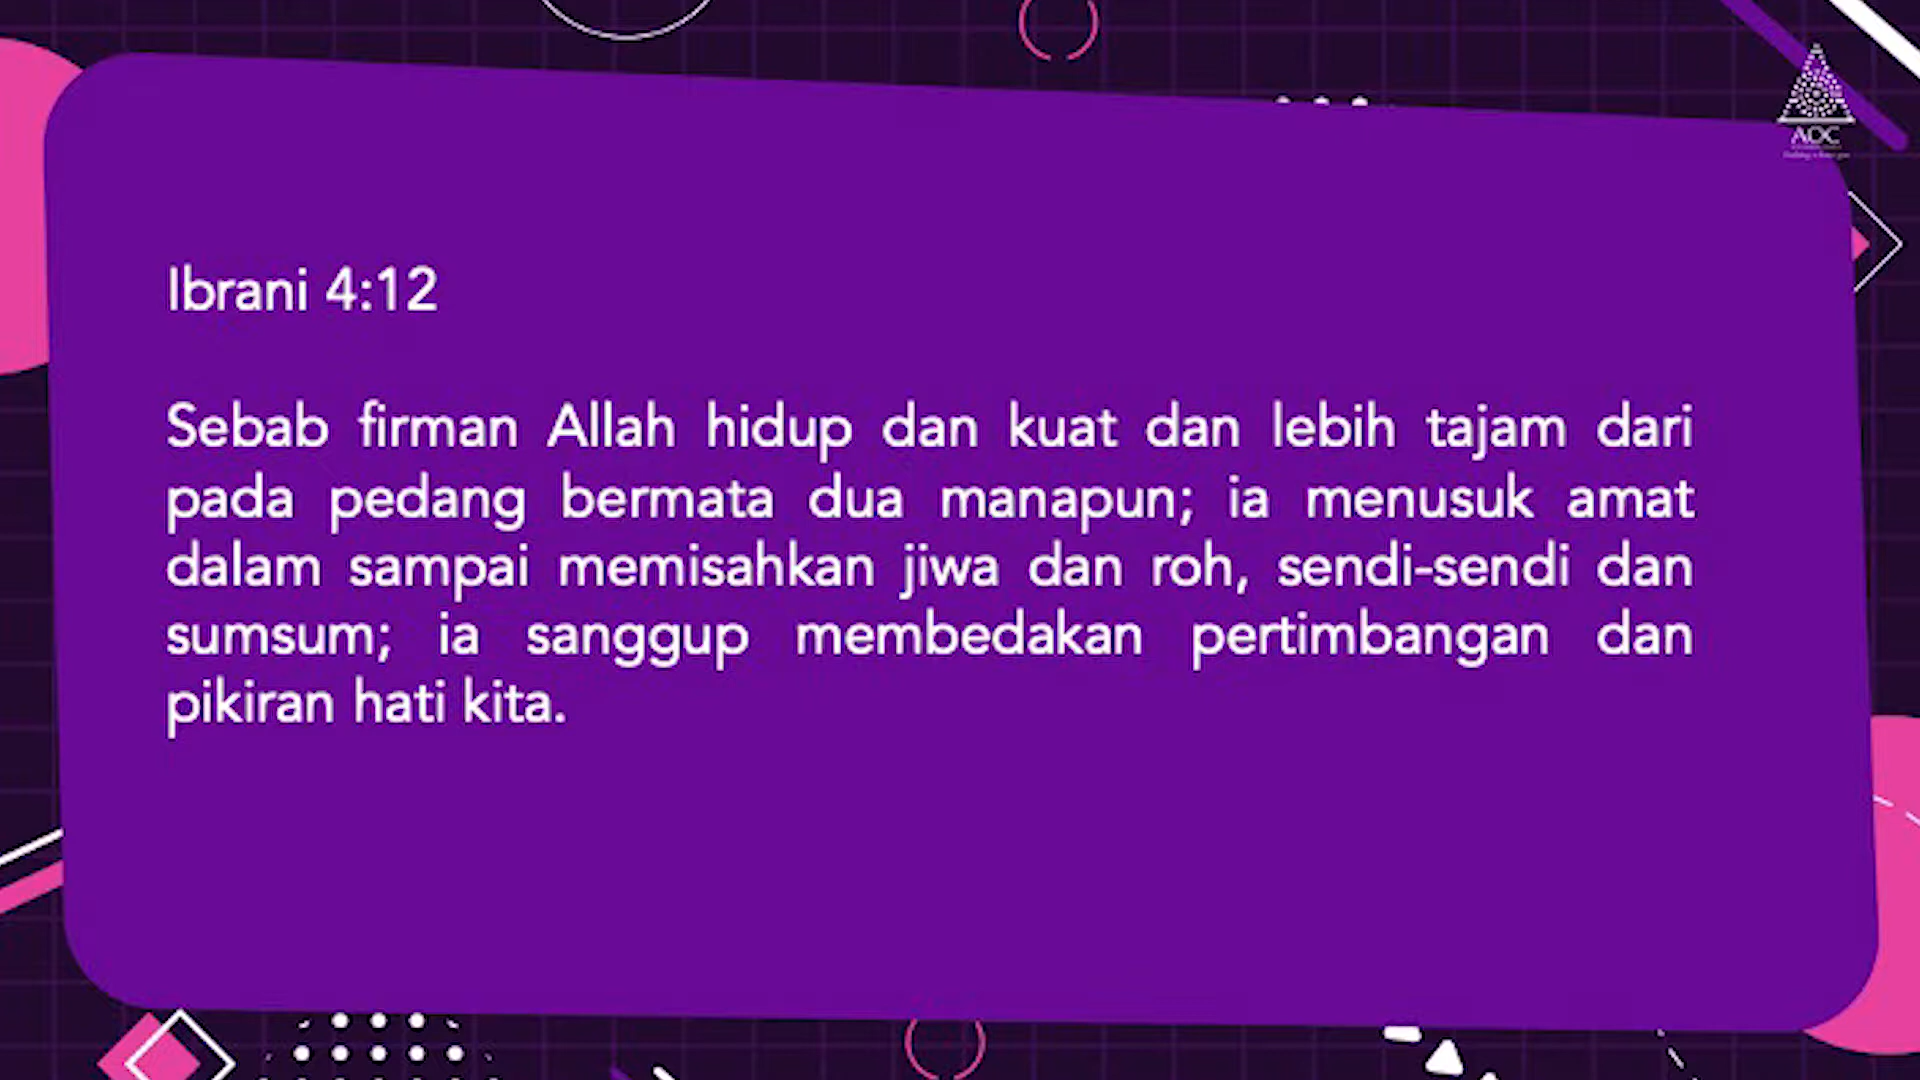 AOC
Ibrani 4:12
Sebab firman Allah hidup dan kuat dan lebih tajam dari
pada pedang bermata dua manapun; ia menusuk amat
dalam sampai memisahkan jiwa dan roh, sendi-sendi dan
sumsum; ia sanggup membedakan pertimbangan dan
pikiran hati kita.